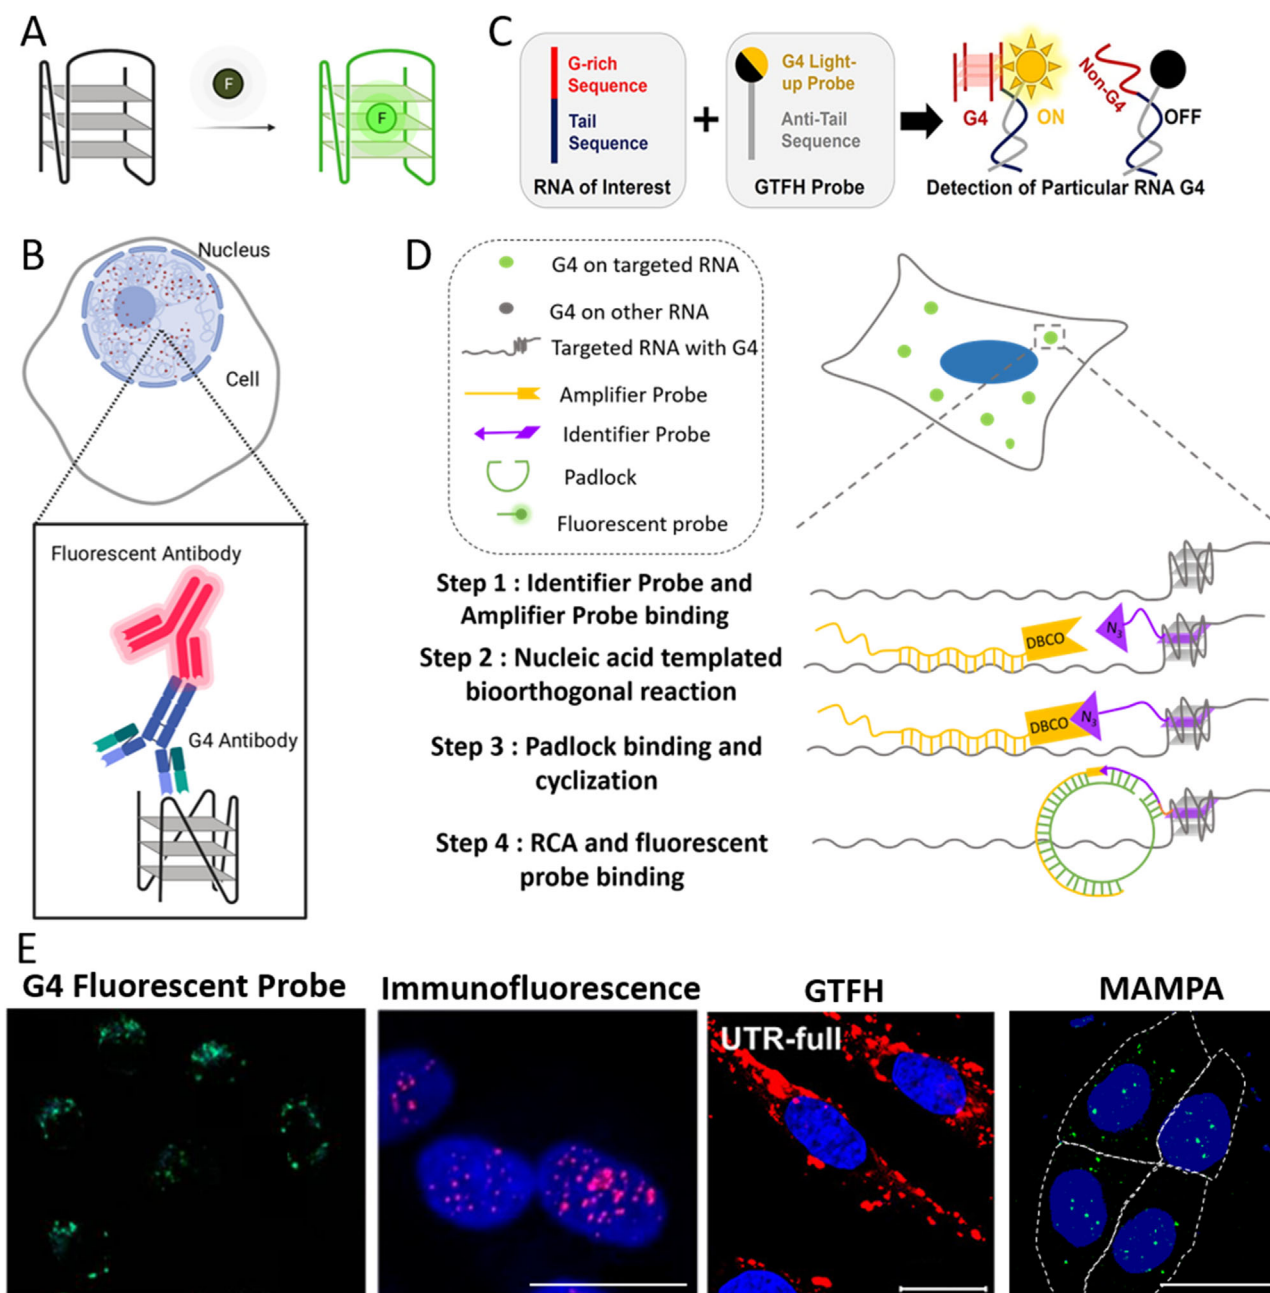 A
F
F
C
G-rich
Sequence
Tail
Sequence
RNA of Interest
+
G4 Light-
up Probe
Anti-Tail
Sequence
GTFH Probe
G4
ON
Non-G4
OFF
Detection of Particular RNA G4
B
Nucleus
Cell
Fluorescent Antibody
G4 Antibody
D
G4 on targeted RNA
G4 on other RNA
Targeted RNA with G4
Amplifier Probe
Identifier Probe
Padlock
Fluorescent probe
Step 1 : Identifier Probe and
Amplifier Probe binding
DBCO
N3
Step 2 : Nucleic acid templated
bioorthogonal reaction
DBCO
N3
Step 3 : Padlock binding and
cyclization
Step 4 : RCA and fluorescent
probe binding
E
G4 Fluorescent Probe
Immunofluorescence
GTFH
MAMPA
UTR-full